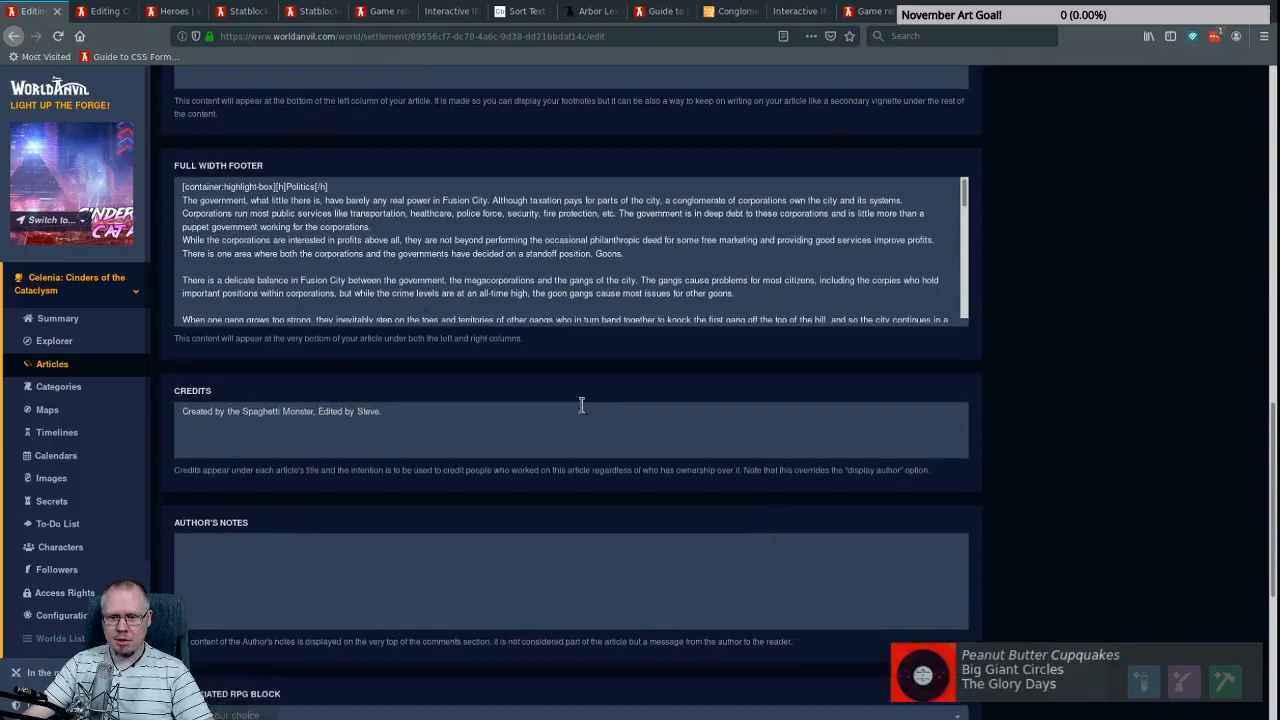 Editin
Editing C
Heroes |
Statblock
Statblock
Game rel
Interactive IF
Sort Text
Arbor Lev
Guide to
Conglome
Interactive IF
Game re
November Art Goal!
0 (0.00%)
https://www.worldanvil.com/world/settlement/89556cf7-dc70-4a6c-9d38-dd21bbdaf14c/edit
Search
Most Visited
Guide to CSS Form...
WORLDANVIL
LIGHT UP THE FORGE!
Switch to...
Celenia: Cinders of the
Cataclysm
Summary
Explorer
Articles
Categories
Maps
Timelines
Calendars
Images
Secrets
To-Do List
Characters
Followers
Access Rights
Configuratio
Worlds List
In the
This content will appear at the bottom of the left column of your article. It is made so you can display your footnotes but it can be also a way to keep on writing on your article like a secondary vignette under the rest of
the content.
FULL WIDTH FOOTER
[container:highlight-box][h]Politics[/h]
The government, what little there is, have barely any real power in Fusion City. Although taxation pays for parts of the city, a conglomerate of corporations own the city and its systems.
Corporations run most public services like transportation, healthcare, police force, security, fire protection, etc. The government is in deep debt to these corporations and is little more than a
puppet government working for the corporations.
While the corporations are interested in profits above all, they are not beyond performing the occasional philanthropic deed for some free marketing and providing good services improve profits.
There is one area where both the corporations and the governments have decided on a standoff position. Goons.
There is a delicate balance in Fusion City between the government, the megacorporations and the gangs of the city. The gangs cause problems for most citizens, including the corpies who hold
important positions within corporations, but while the crime levels are at an all-time high, the goon gangs cause most issues for other goons.
When one gang grows too strong, they inevitably step on the toes and territories of other gangs who in turn band together to knock the first gang off the top of the hill, and so the city continues in a
This content will appear at the very bottom of your article under both the left and right columns.
CREDITS
Created by the Spaghetti Monster, Edited by Steve.
Credits appear under each article's title and the intention is to be used to credit people who worked on this article regardless of who has ownership over it. Note that this overrides the "display author" option.
AUTHOR'S NOTES
content of the Author's notes is displayed on the very top of the comments section. It is not considered part of the article but a message from the author to the reader.
RPG BLOCK
your choice
Peanut Butter Cupquakes
Big Giant Circles
The Glory Days